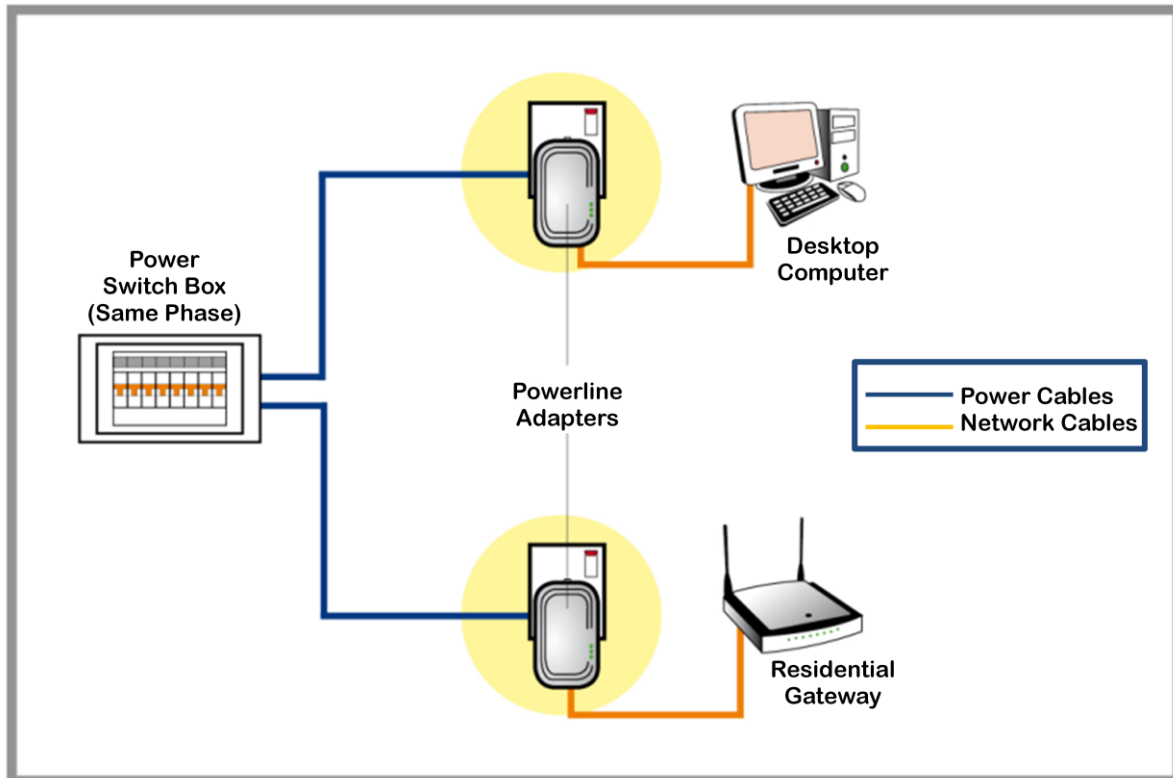 Desktop
Computer
Power
Switch Box
(Same Phase)
Powerline
Adapters
Power Cables
Network Cables
Residential
Gateway